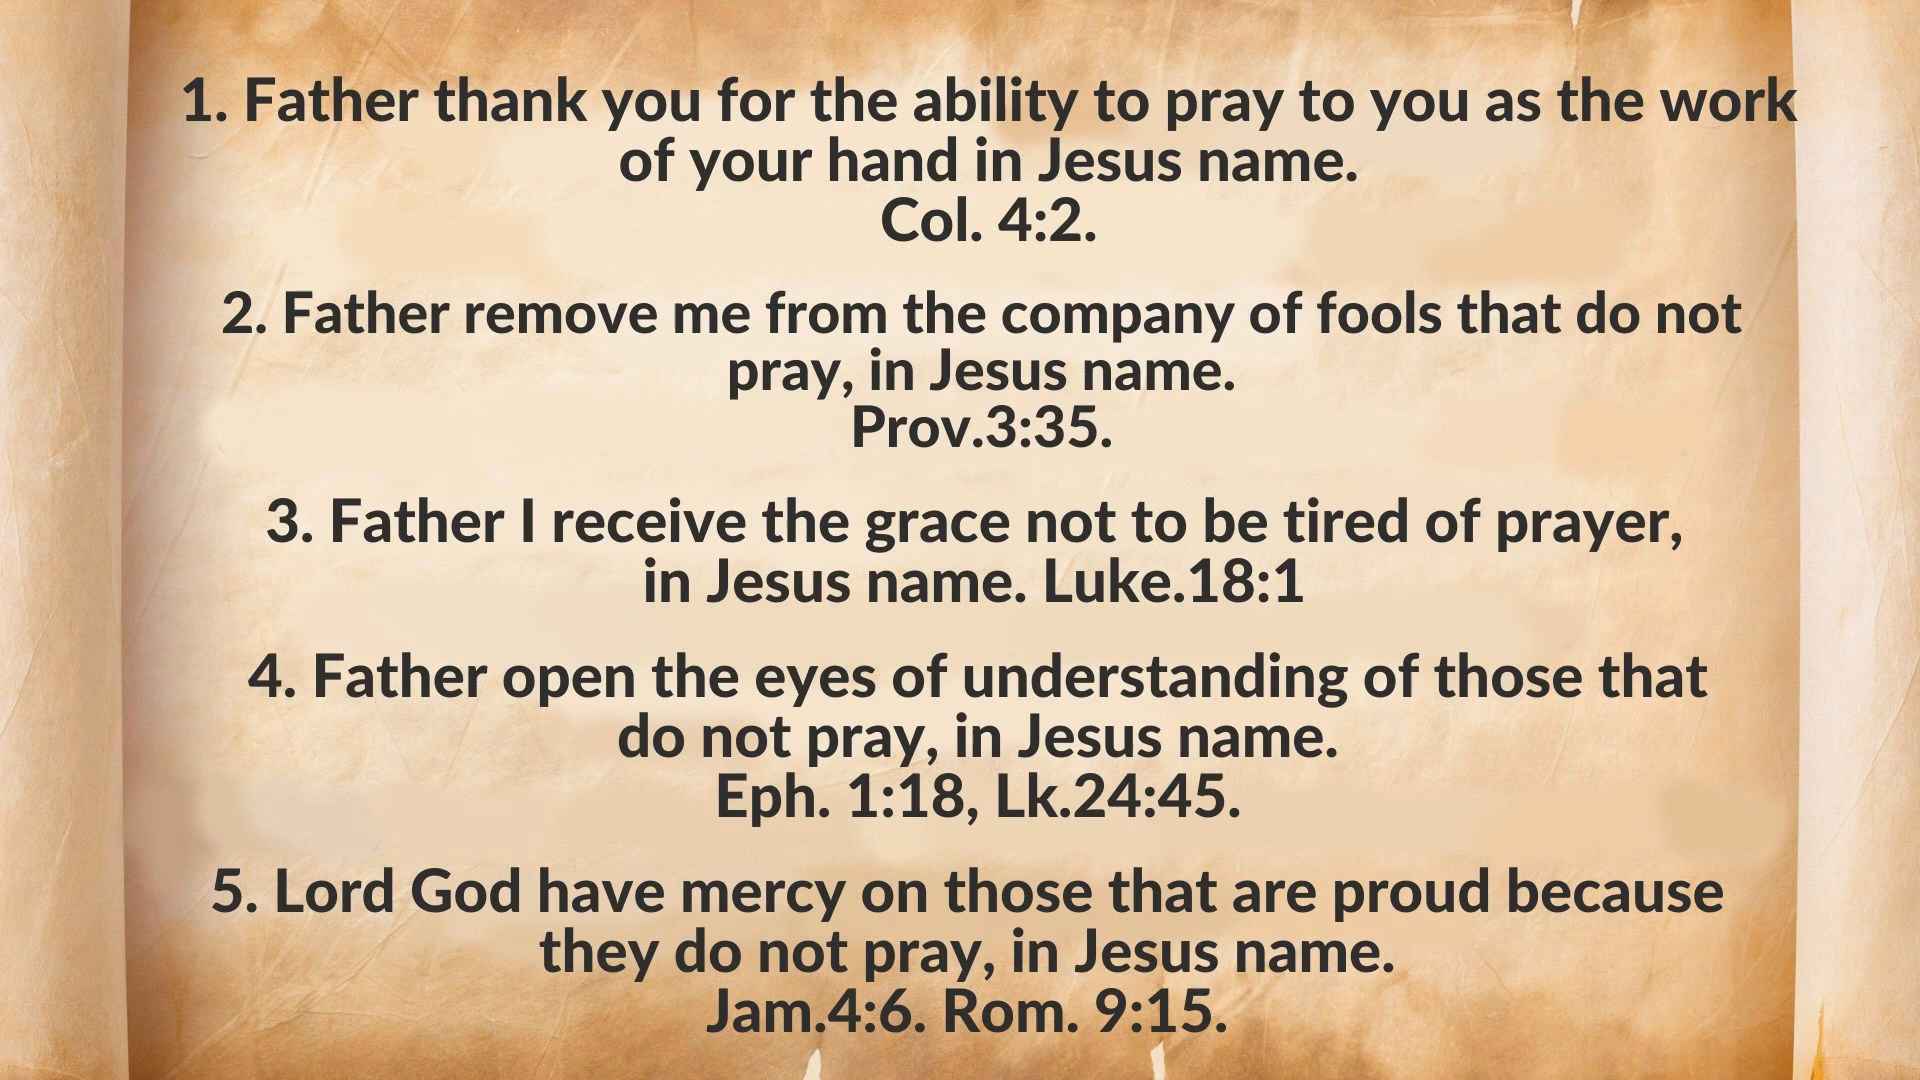 1. Father thank you for the ability to pray to you as the work
of your hand in Jesus name.
Col. 4:2.
2. Father remove me from the company of fools that do not
pray, in Jesus name.
Prov.3:35.
3. Father I receive the grace not to be tired of prayer,
in Jesus name. Luke.18:1
4. Father open the eyes of understanding of those that
do not pray, in Jesus name.
Eph. 1:18, Lk.24:45.
5. Lord God have mercy on those that are proud because
they do not pray, in Jesus name.
Jam.4:6. Rom. 9:15.